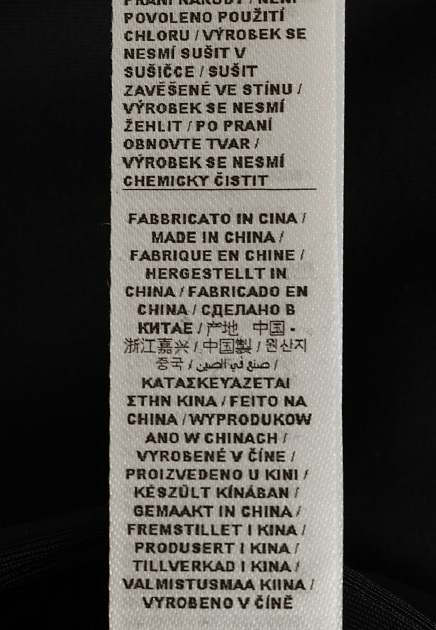 POVOLENO POUŽITÍ
CHLORU / VÝROBEK SE
NESMÍ SUŠIT V
SUŠIČCE / SUŠIT
ZAVĚŠENÉ VE STÍNU /
VÝROBEK SE NESMÍ
ŽEHLIT / PO PRANÍ
OBNOVTE TVAR /
VÝROBEK SE NESMÍ
CHEMICKY ČISTIT
FABBRICATO IN CINA /
MADE IN CHINA /
FABRIQUE EN CHINE /
HERGESTELLT IN
CHINA / FABRICADO EN
CHINA / СДЕЛАНО В
КИТАЕ / 产地 中国 -
浙江嘉兴 / 中国製 / 원산지
중국 / صنع في الصين /
ΚΑΤΑΣΚΕΥΑΖΕΤΑΙ
ΣΤΗΝ ΚΙΝΑ / FEITO NA
CHINA / WYPRODUKOW
ANO W CHINACH /
VYROBENÉ V ČÍNE /
PROIZVEDENO U KINI /
KÉSZÜLT KÍNÁBAN /
GEMAAKT IN CHINA /
FREMSTILLET I KINA /
PRODUSERT I KINA /
TILLVERKAD I KINA /
VALMISTUSMAA KIINA /
VYROBENO V ČÍNĚ